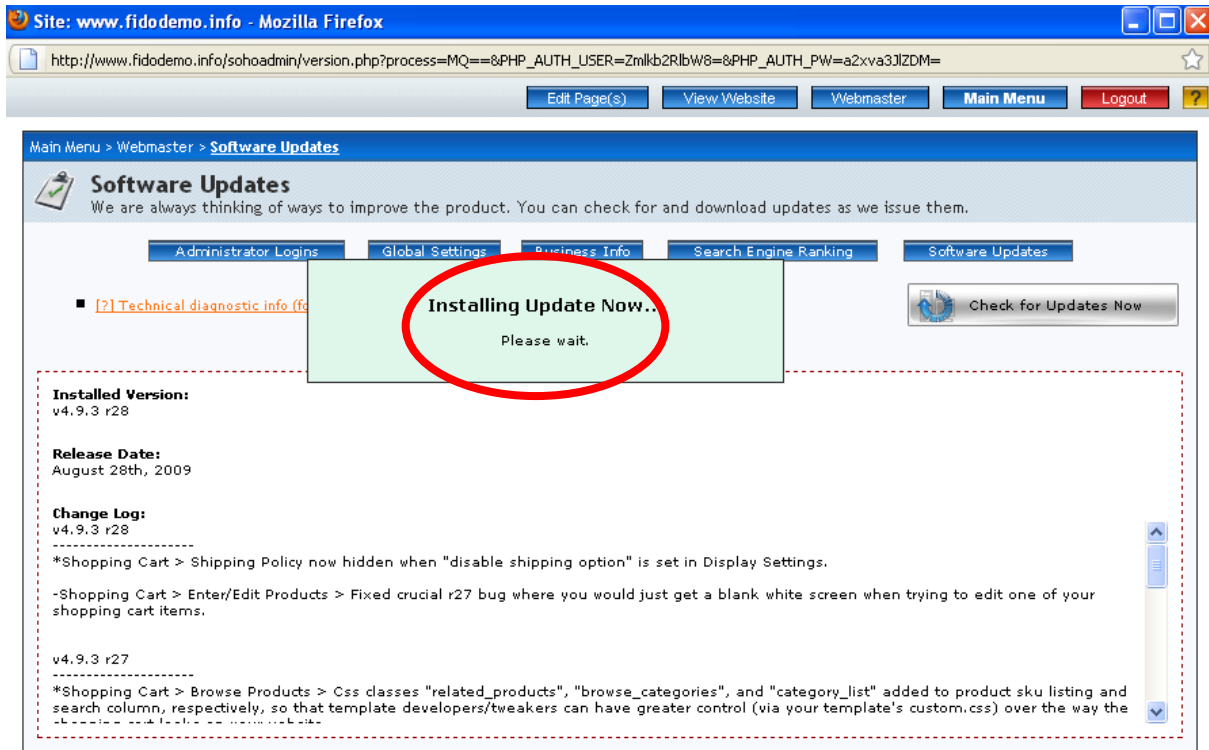 Site: www.fidodemo.info - Mozilla Firefox
http://www.fidodemo.info/sohoadmin/version.php?process=MQ==&PHP_AUTH_USER=Zmlkb2RlbW8=&PHP_AUTH_PW=a2xva3JlZDM=
Edit Page(s) View Website Webmaster Main Menu Logout ?
Main Menu > Webmaster > Software Updates
Software Updates
We are always thinking of ways to improve the product. You can check for and download updates as we issue them.
Administrator Logins Global Settings Business Info Search Engine Ranking Software Updates
[?] Technical diagnostic info (fo
Installing Update Now..
Please wait.
Check for Updates Now
Installed Version:
v4.9.3 r28
Release Date:
August 28th, 2009
Change Log:
v4.9.3 r28
--------------------
*Shopping Cart > Shipping Policy now hidden when "disable shipping option" is set in Display Settings.
-Shopping Cart > Enter/Edit Products > Fixed crucial r27 bug where you would just get a blank white screen when trying to edit one of your
shopping cart items.
v4.9.3 r27
--------------------
*Shopping Cart > Browse Products > Css classes "related_products", "browse_categories", and "category_list" added to product sku listing and
search column, respectively, so that template developers/tweakers can have greater control (via your template's custom.css) over the way the